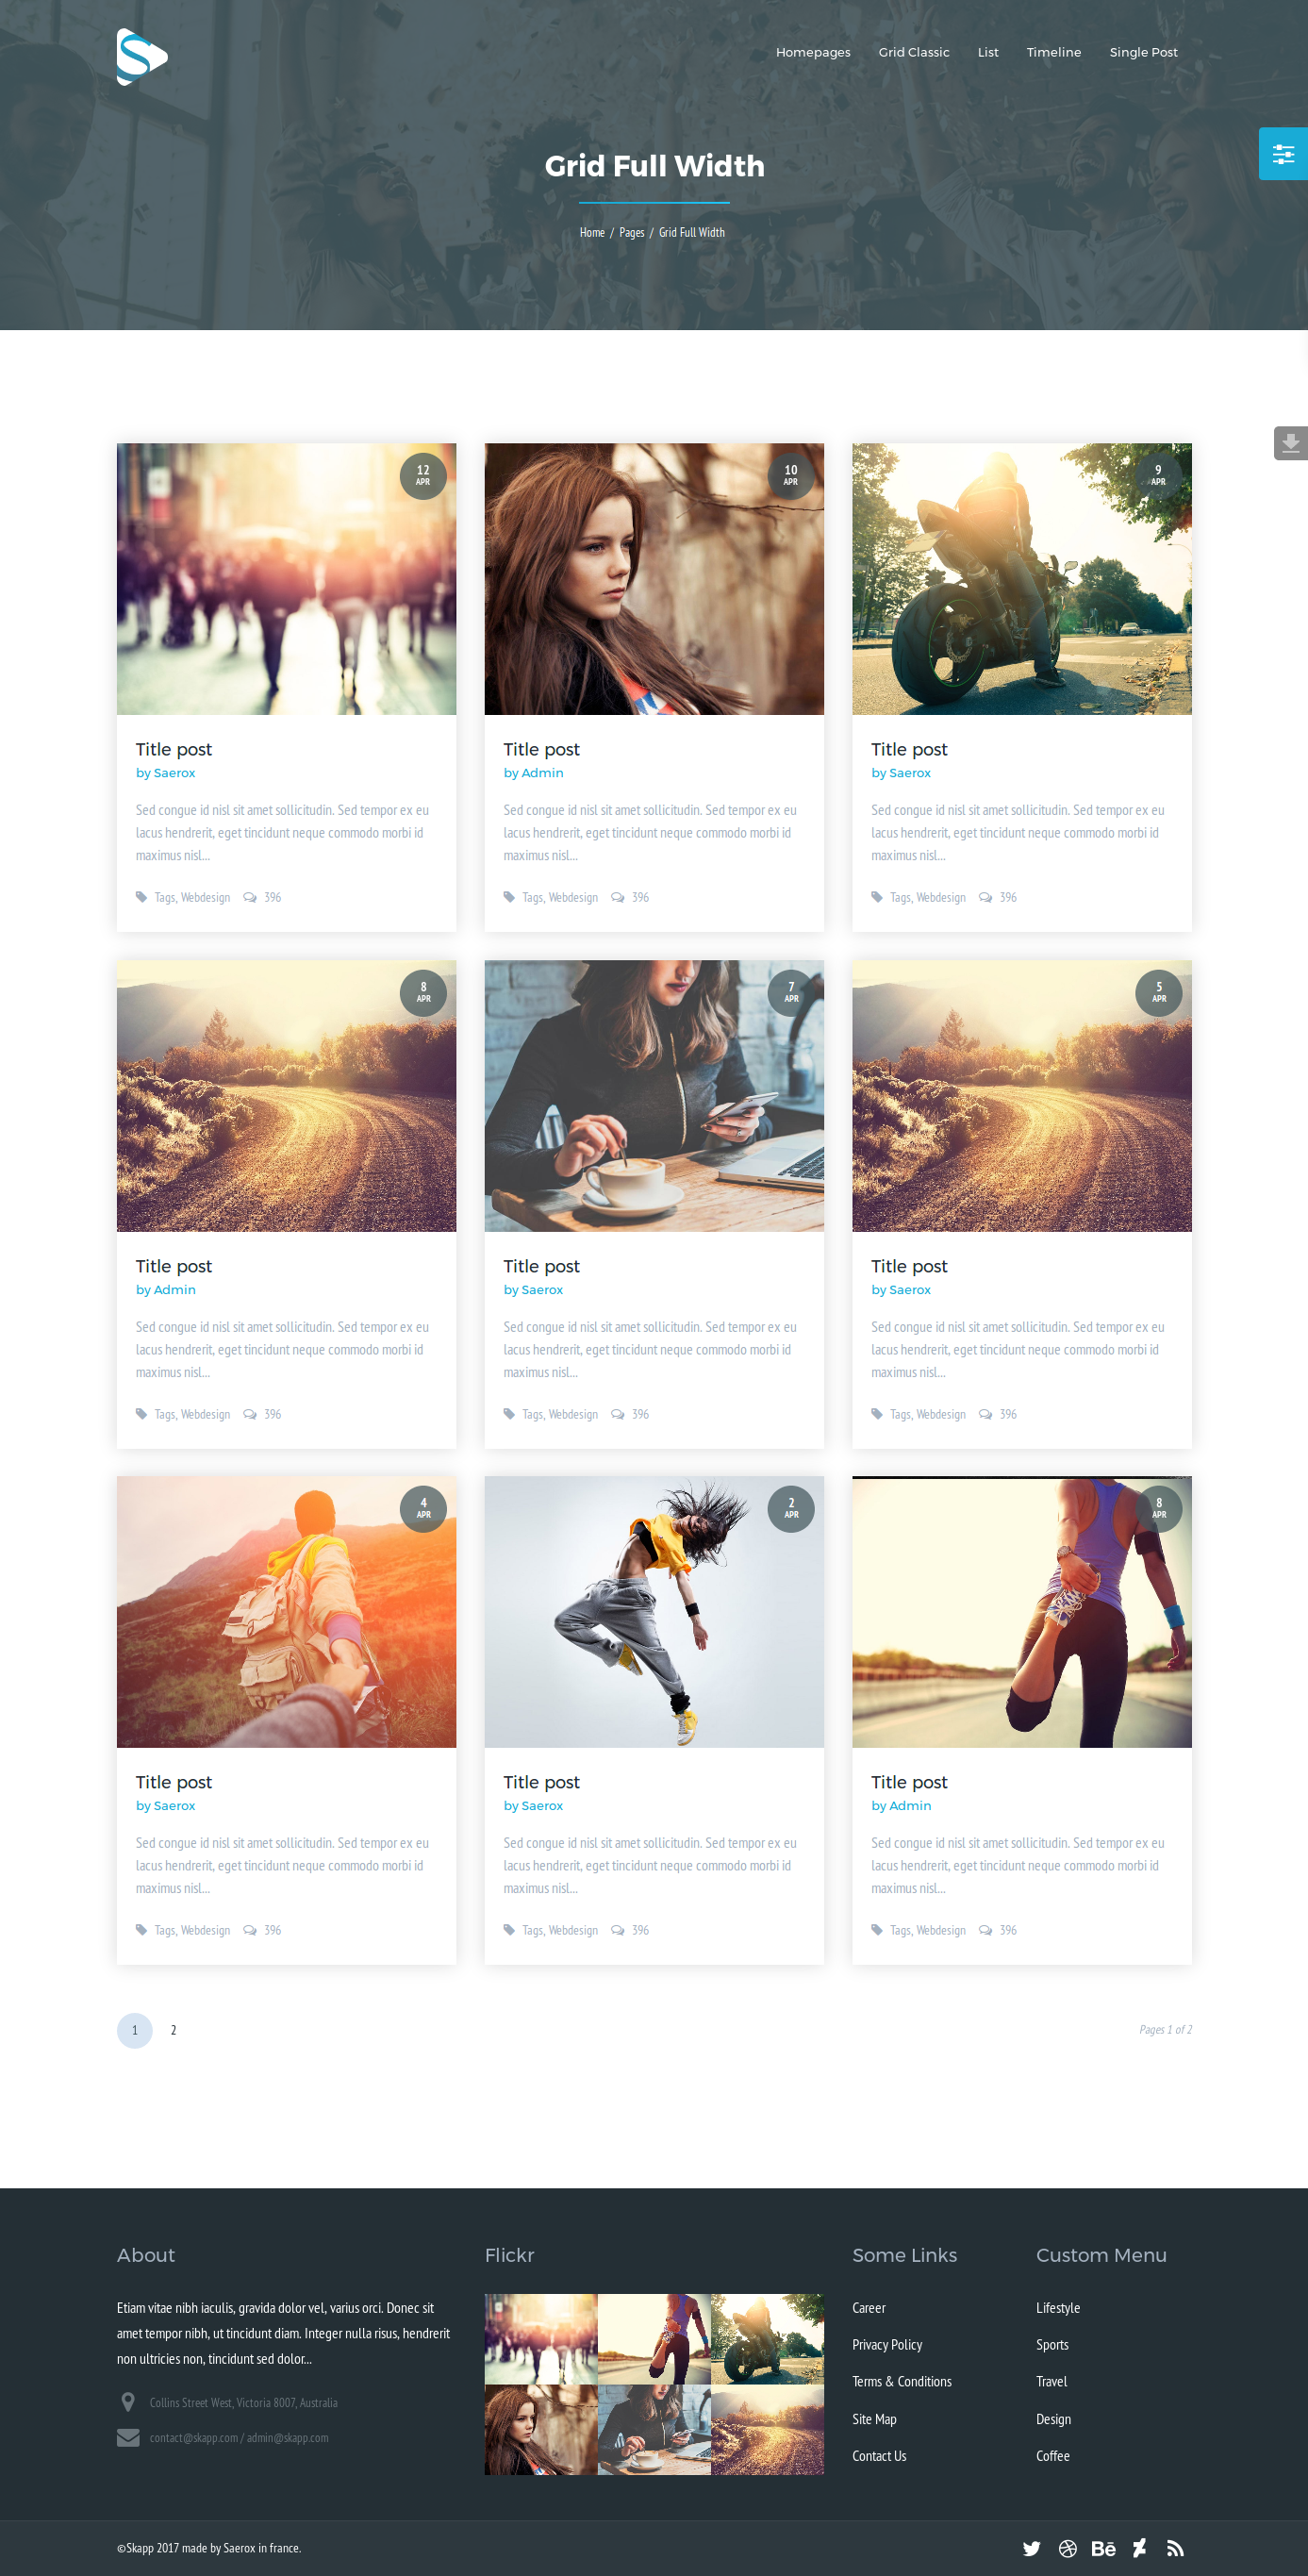 Homepages Grid Classic List Timeline Single Post
Grid Full Width
Home / Pages / Grid Full Width
12
APR
10
APR
9
APR
Title post
by Saerox
Sed congue id nisl sit amet sollicitudin. Sed tempor ex eu
lacus hendrerit, eget tincidunt neque commodo morbi id
maximus nisl...
Tags, Webdesign 396
Title post
by Admin
Sed congue id nisl sit amet sollicitudin. Sed tempor ex eu
lacus hendrerit, eget tincidunt neque commodo morbi id
maximus nisl...
Tags, Webdesign 396
Title post
by Saerox
Sed congue id nisl sit amet sollicitudin. Sed tempor ex eu
lacus hendrerit, eget tincidunt neque commodo morbi id
maximus nisl...
Tags, Webdesign 396
8
APR
7
APR
5
APR
Title post
by Admin
Sed congue id nisl sit amet sollicitudin. Sed tempor ex eu
lacus hendrerit, eget tincidunt neque commodo morbi id
maximus nisl...
Tags, Webdesign 396
Title post
by Saerox
Sed congue id nisl sit amet sollicitudin. Sed tempor ex eu
lacus hendrerit, eget tincidunt neque commodo morbi id
maximus nisl...
Tags, Webdesign 396
Title post
by Saerox
Sed congue id nisl sit amet sollicitudin. Sed tempor ex eu
lacus hendrerit, eget tincidunt neque commodo morbi id
maximus nisl...
Tags, Webdesign 396
4
APR
2
APR
8
APR
Title post
by Saerox
Sed congue id nisl sit amet sollicitudin. Sed tempor ex eu
lacus hendrerit, eget tincidunt neque commodo morbi id
maximus nisl...
Tags, Webdesign 396
Title post
by Saerox
Sed congue id nisl sit amet sollicitudin. Sed tempor ex eu
lacus hendrerit, eget tincidunt neque commodo morbi id
maximus nisl...
Tags, Webdesign 396
Title post
by Admin
Sed congue id nisl sit amet sollicitudin. Sed tempor ex eu
lacus hendrerit, eget tincidunt neque commodo morbi id
maximus nisl...
Tags, Webdesign 396
1 2
Pages 1 of 2
About
Etiam vitae nibh iaculis, gravida dolor vel, varius orci. Donec sit
amet tempor nibh, ut tincidunt diam. Integer nulla risus, hendrerit
non ultricies non, tincidunt sed dolor...
Collins Street West, Victoria 8007, Australia
contact@skapp.com / admin@skapp.com
Flickr
Some Links
Career
Privacy Policy
Terms & Conditions
Site Map
Contact Us
Custom Menu
Lifestyle
Sports
Travel
Design
Coffee
©Skapp 2017 made by Saerox in france.
Bē